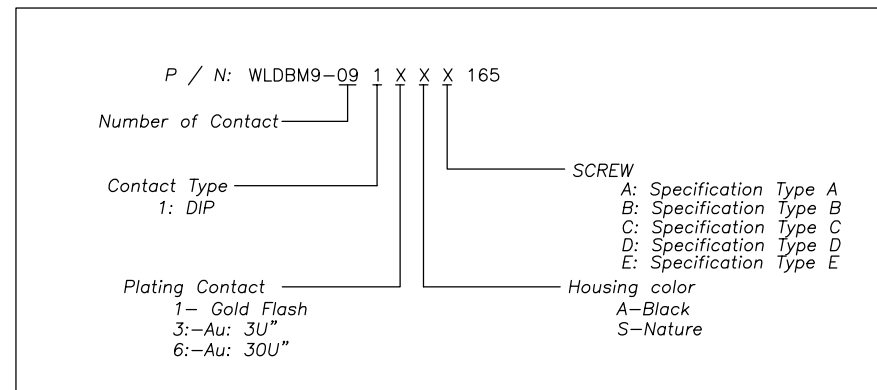 P / N: WLDBM9-09 1 X X X 165
Number of Contact
SCREW
A: Specification Type A
B: Specification Type B
C: Specification Type C
D: Specification Type D
E: Specification Type E
Contact Type
1: DIP
Plating Contact
1- Gold Flash
3:-Au: 3U"
6:-Au: 30U"
Housing color
A-Black
S-Nature